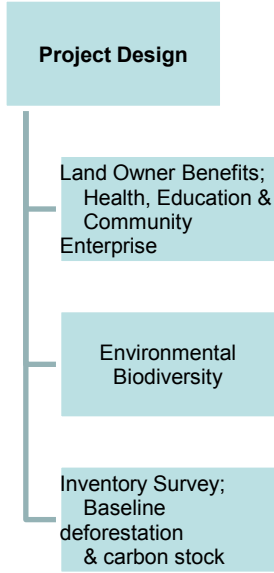 Project Design
Land Owner Benefits;
Health, Education &
Community
Enterprise
Environmental
Biodiversity
Inventory Survey;
Baseline
deforestation
& carbon stock